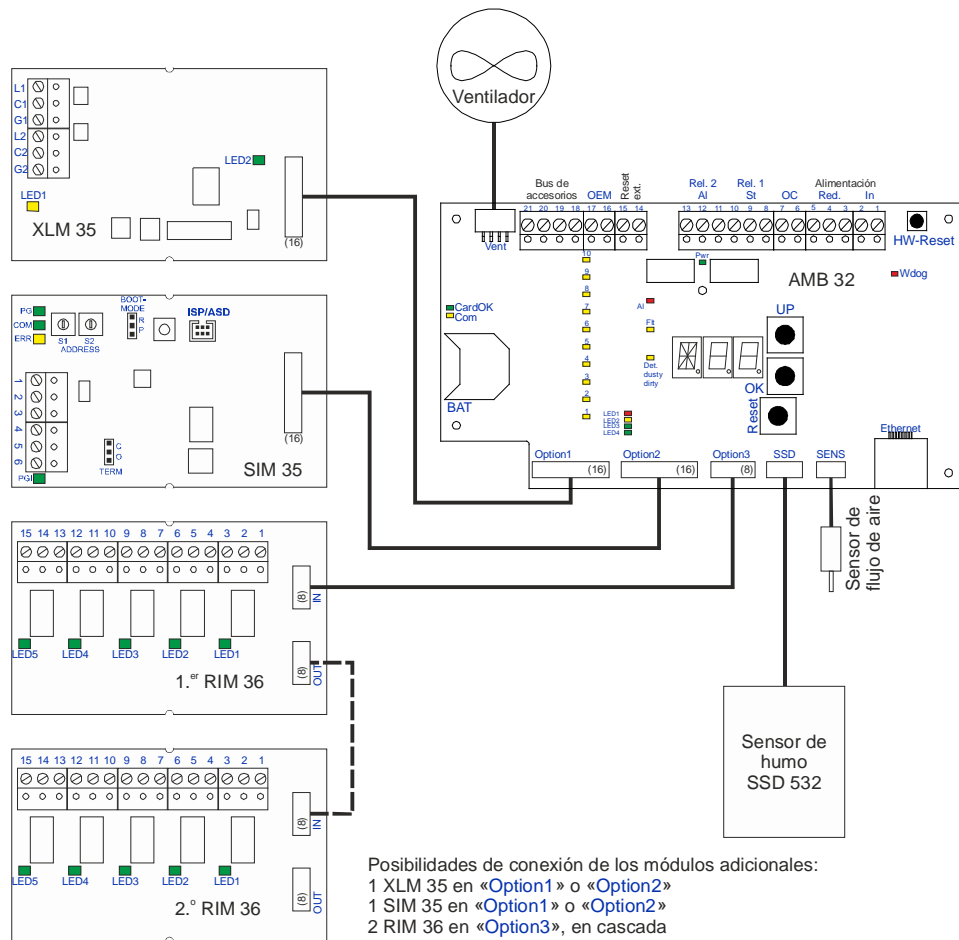 Ventilador
L1
C1
G1
L2
C2
G2
LED2
LED1
XLM 35
(16)
PG
COM
ERR
S1 S2
ADDRESS
BOOT-
MODE
R
P
ISP/ASD
1
2
3
4
5
6
PGI
C
O
TERM
SIM 35
(16)
15 14 13 12 11 10 9 8 7 6 5 4 3 2 1
(8)
IN
LED5 LED4 LED3 LED2 LED1
(8)
OUT
1.er RIM 36
15 14 13 12 11 10 9 8 7 6 5 4 3 2 1
(8)
IN
LED5 LED4 LED3 LED2 LED1
(8)
OUT
2.º RIM 36
Bus de
accesorios
OEM
Reset
ext.
Rel. 2
Al
Rel. 1
St
OC
Alimentación
Red. In
21 20 19 18 17 16 15 14
13 12 11 10 9 8 7 6 5 4 3 2 1
Vent
HW-Reset
Pwr
AMB 32
Wdog
CardOK
Com
10
9
8
7
6
5
4
3
2
1
Al
Flt
Det.
dusty
dirty
UP
OK
Reset
BAT
LED1
LED2
LED3
LED4
Ethernet
Option1
(16)
Option2
(16)
Option3
(8)
SSD
SENS
Sensor de
flujo de aire
Sensor de
humo
SSD 532
Posibilidades de conexión de los módulos adicionales:
1 XLM 35 en «Option1» o «Option2»
1 SIM 35 en «Option1» o «Option2»
2 RIM 36 en «Option3», en cascada